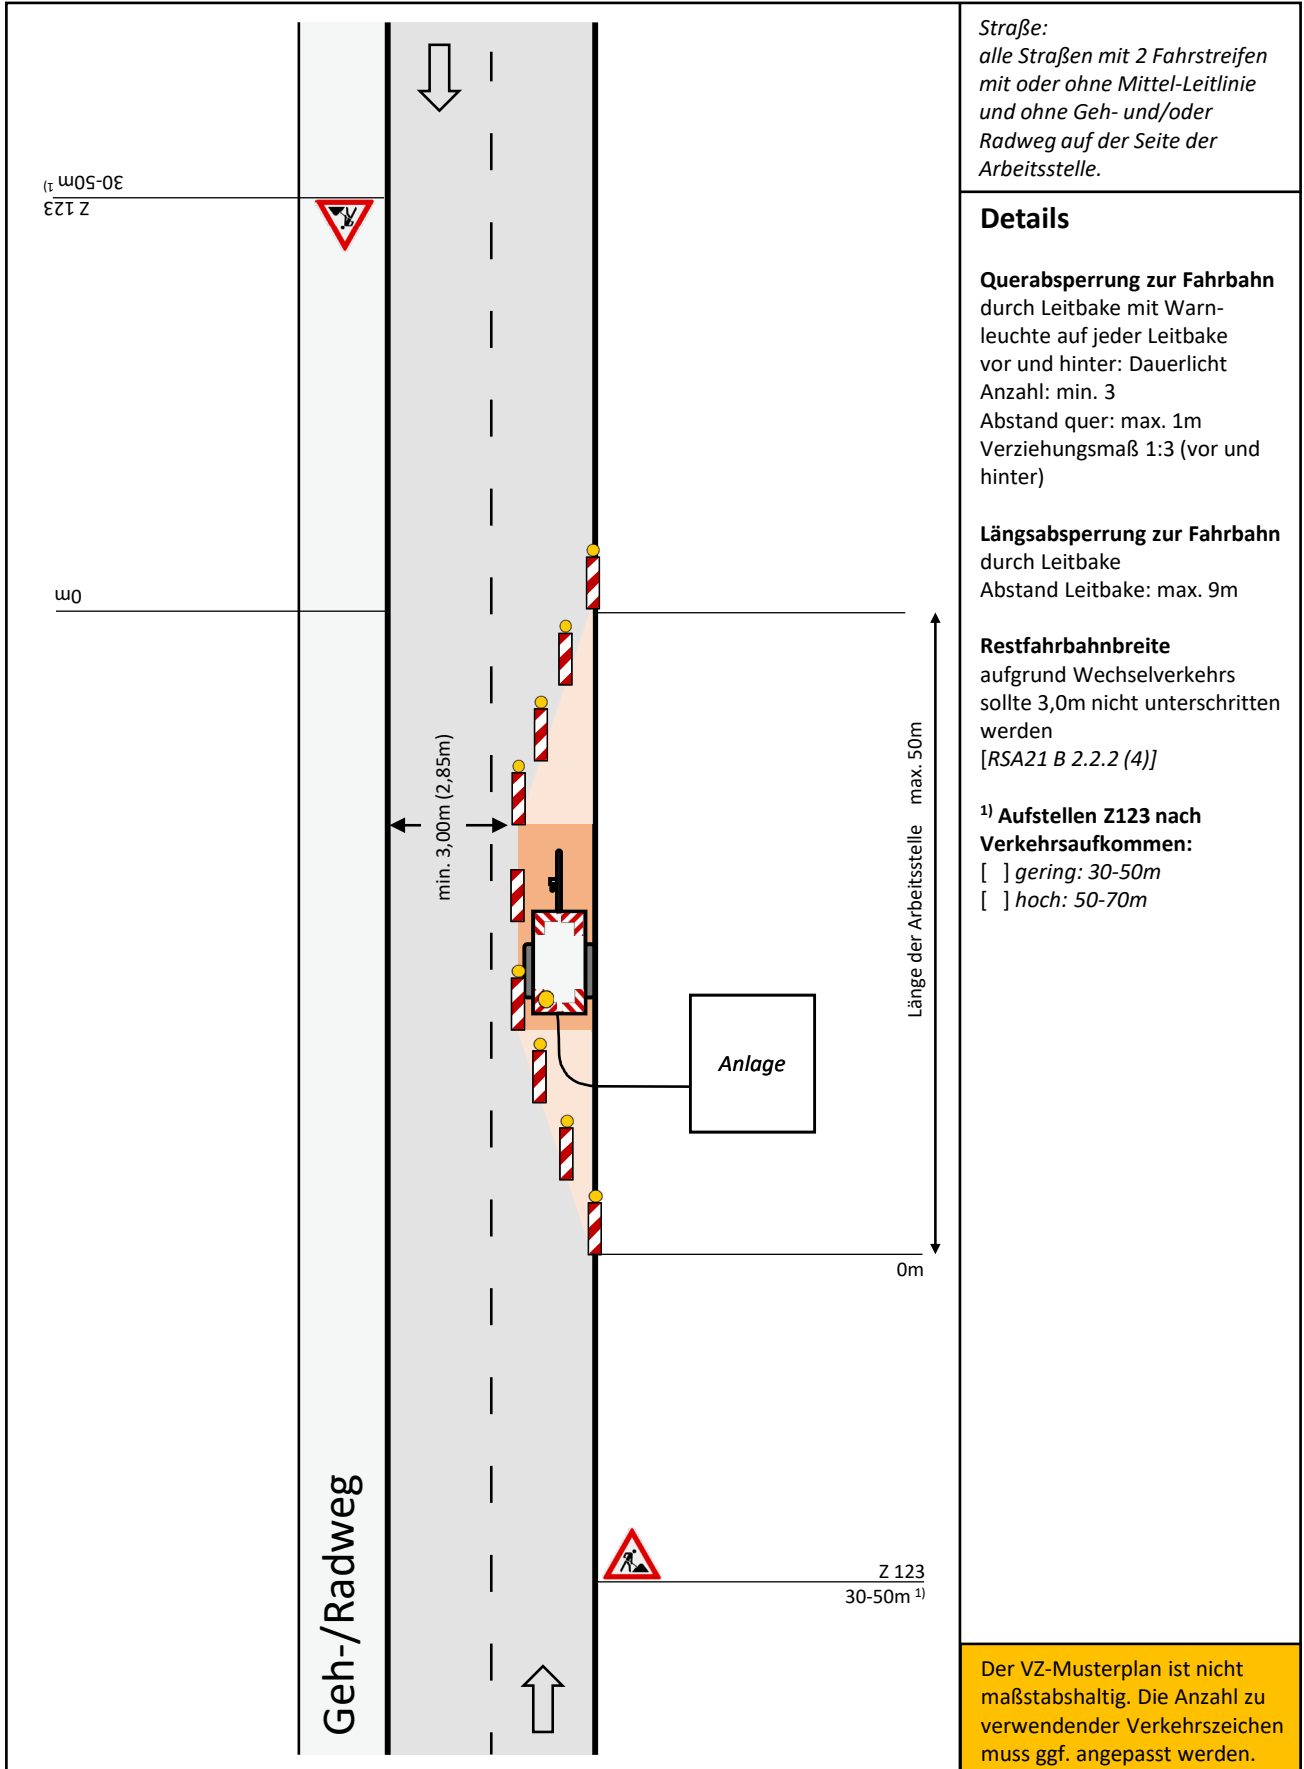 30-50m 1)
Z 123
0m
min. 3,00m (2,85m)
Länge der Arbeitsstelle max. 50m
Anlage
0m
Geh-/Radweg
Z 123
30-50m 1)
Straße:
alle Straßen mit 2 Fahrstreifen
mit oder ohne Mittel-Leitlinie
und ohne Geh- und/oder
Radweg auf der Seite der
Arbeitsstelle.
Details
Querabsperrung zur Fahrbahn
durch Leitbake mit Warn-
leuchte auf jeder Leitbake
vor und hinter: Dauerlicht
Anzahl: min. 3
Abstand quer: max. 1m
Verziehungsmaß 1:3 (vor und
hinter)
Längsabsperrung zur Fahrbahn
durch Leitbake
Abstand Leitbake: max. 9m
Restfahrbahnbreite
aufgrund Wechselverkehrs
sollte 3,0m nicht unterschritten
werden
[RSA21 B 2.2.2 (4)]
1) Aufstellen Z123 nach
Verkehrsaufkommen:
[ ] gering: 30-50m
[ ] hoch: 50-70m
Der VZ-Musterplan ist nicht
maßstabshaltig. Die Anzahl zu
verwendender Verkehrszeichen
muss ggf. angepasst werden.